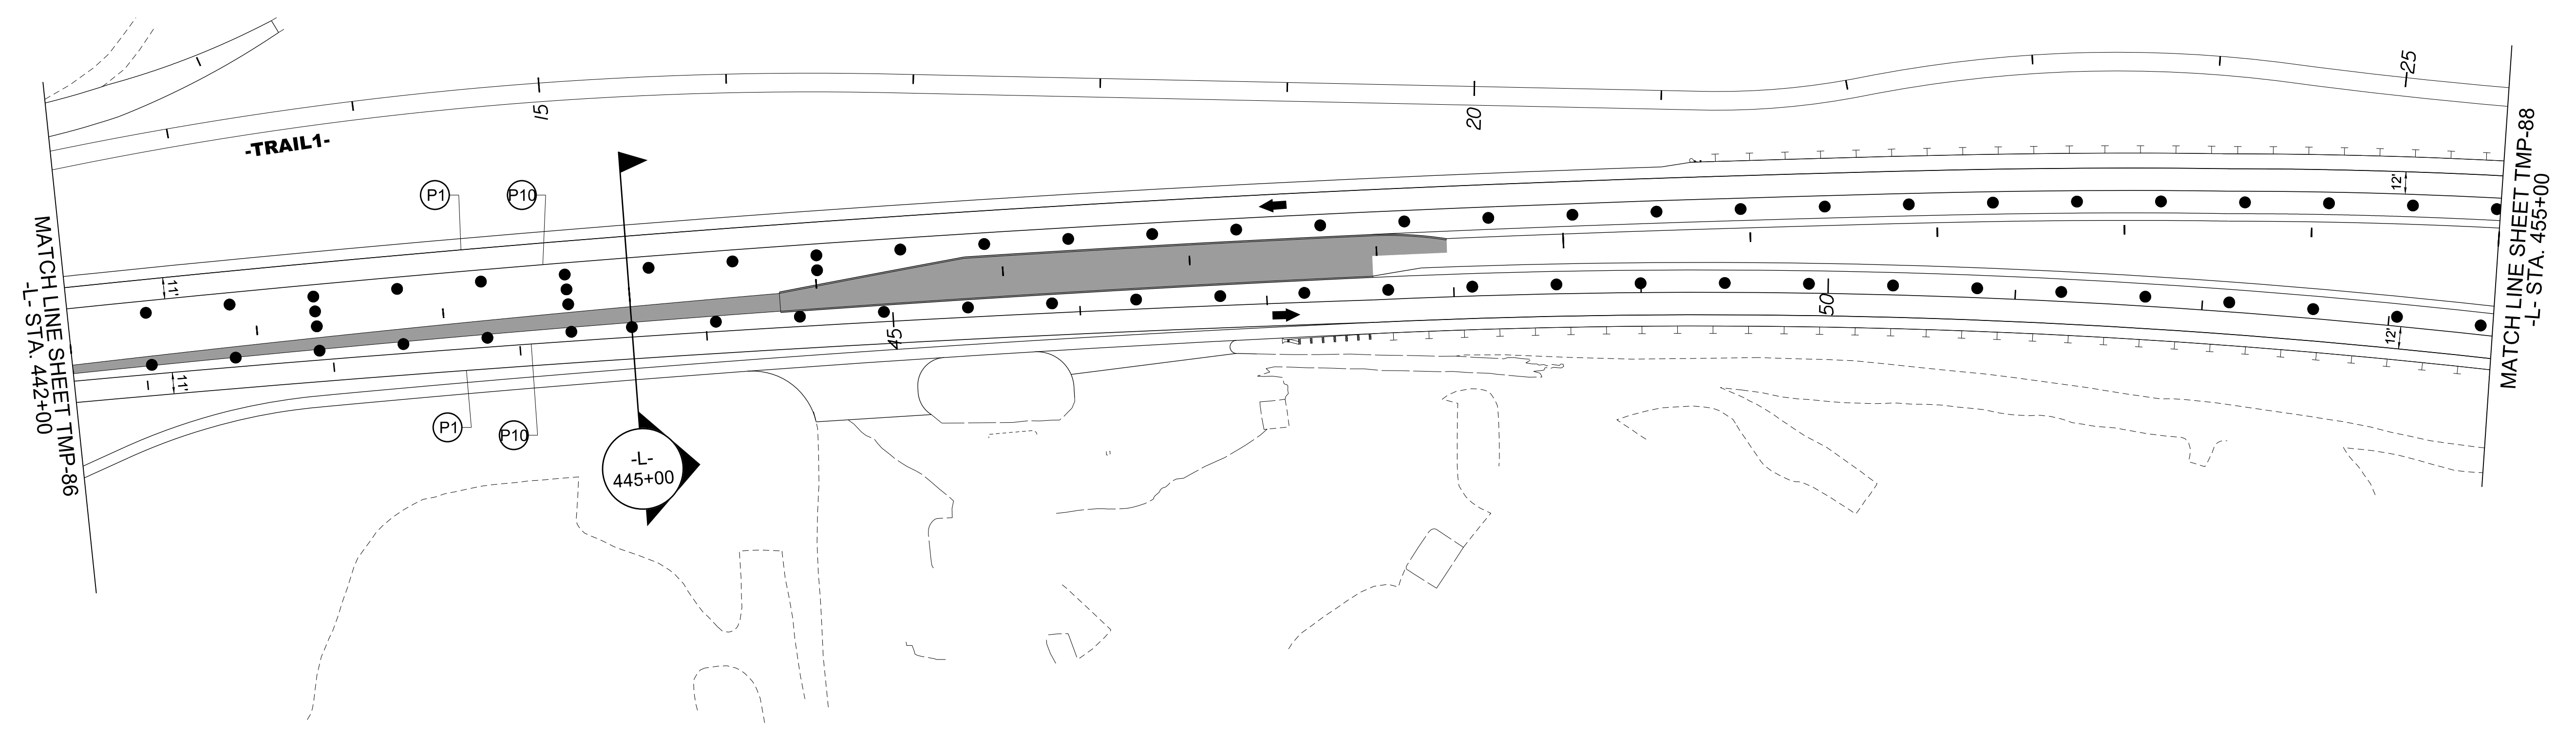 25
15
20
-TRAIL1-
MATCH LINE SHEET TMP-88
-L- STA. 455+00
12'
P1
P10
MATCH LINE SHEET TMP-86
-L- STA. 442+00
11'
11'
45
50
12'
P1
P10
-L-
445+00